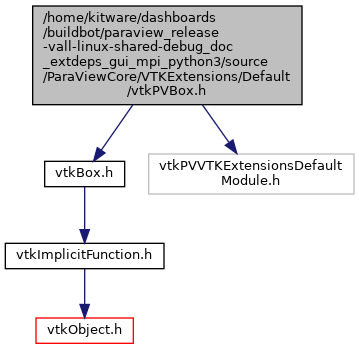 /home/kitware/dashboards
/buildbot/paraview_release
-vall-linux-shared-debug_doc
_extdeps_gui_mpi_python3/source
/ParaViewCore/VTKExtensions/Default
/vtkPVBox.h
vtkBox.h
vtkPVVTKExtensionsDefault
Module.h
vtkImplicitFunction.h
vtkObject.h